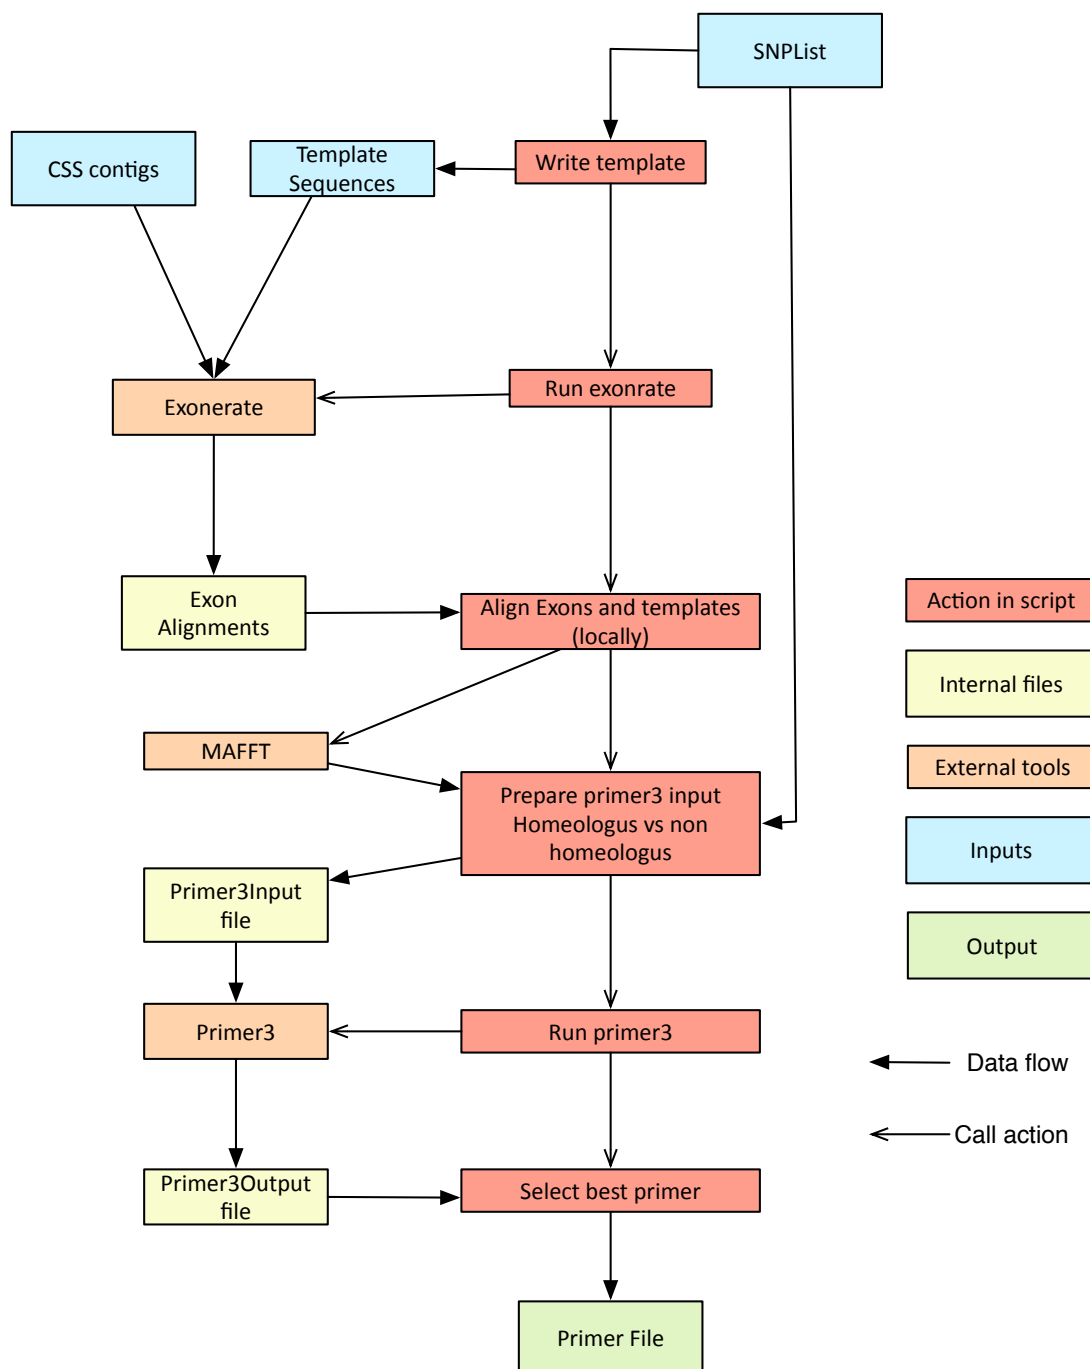 SNPList
CSS contigs
Template
Sequences
Write template
Exonerate
Run exonrate
Exon
Alignments
Align Exons and templates
(locally)
MAFFT
Prepare primer3 input
Homeologus vs non
homeologus
Primer3Input
file
Primer3
Run primer3
Primer3Output
file
Select best primer
Primer File
Action in script
Internal files
External tools
Inputs
Output
Data flow
Call action